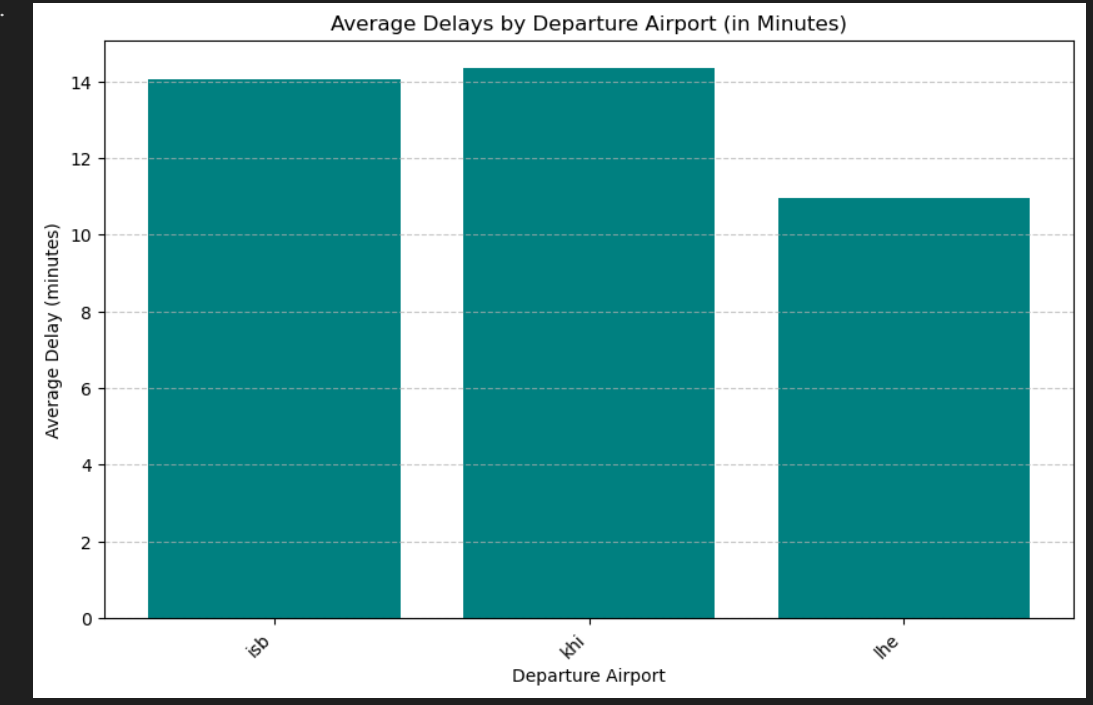 .
Average Delays by Departure Airport (in Minutes)
Average Delay (minutes)
14
12
10
8
6
4
2
0
isb
khi
lhe
Departure Airport